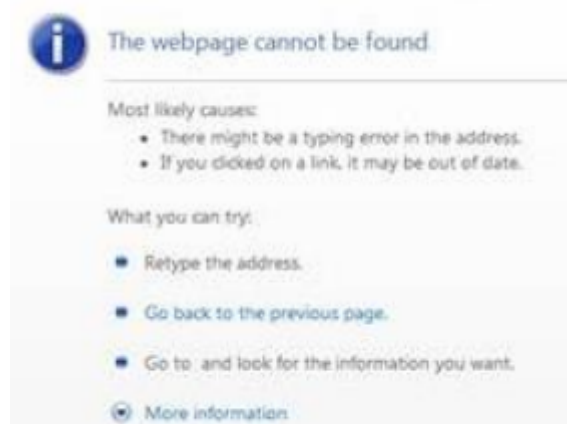 The webpage cannot be found
Most likely causes:
• There might be a typing error in the address.
• If you clicked on a link, it may be out of date.
What you can try:
Retype the address.
Go back to the previous page.
Go to and look for the information you want.
More information